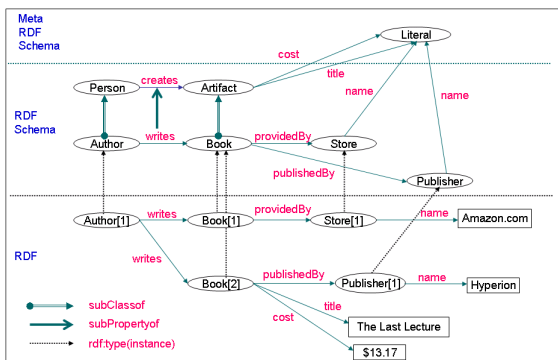 Meta
RDF
Schema
Literal
cost
title
creates
Person
Artifact
name
name
RDF
Schema
writes
providedBy
Author
Book
Store
publishedBy
Publisher
Author[1]
writes
Book[1]
providedBy
Store[1]
name
Amazon.com
RDF
writes
Book[2]
publishedBy
Publisher[1]
name
Hyperion
subClassof
title
cost
The Last Lecture
subPropertyof
rdf:type(instance)
$13.17